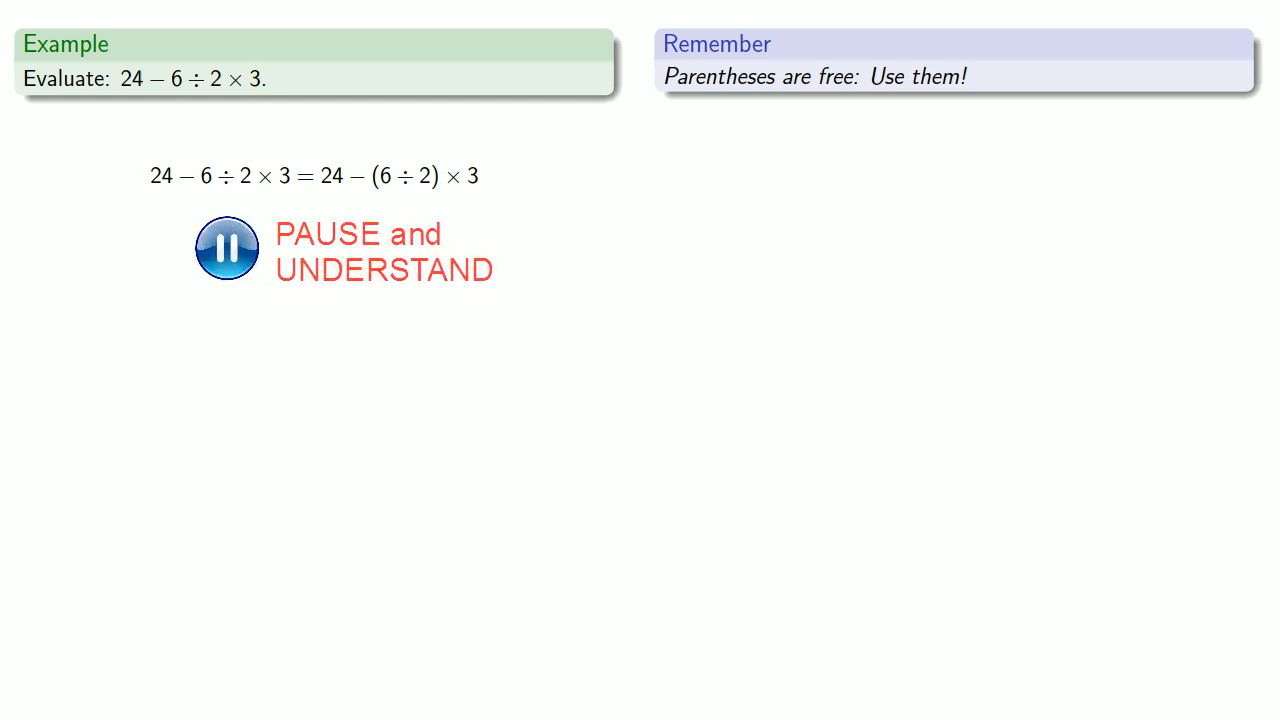 Example
Evaluate: 24 − 6 ÷ 2 × 3.
Remember
Parentheses are free: Use them!
24 − 6 ÷ 2 × 3 = 24 − (6 ÷ 2) × 3
PAUSE and
UNDERSTAND